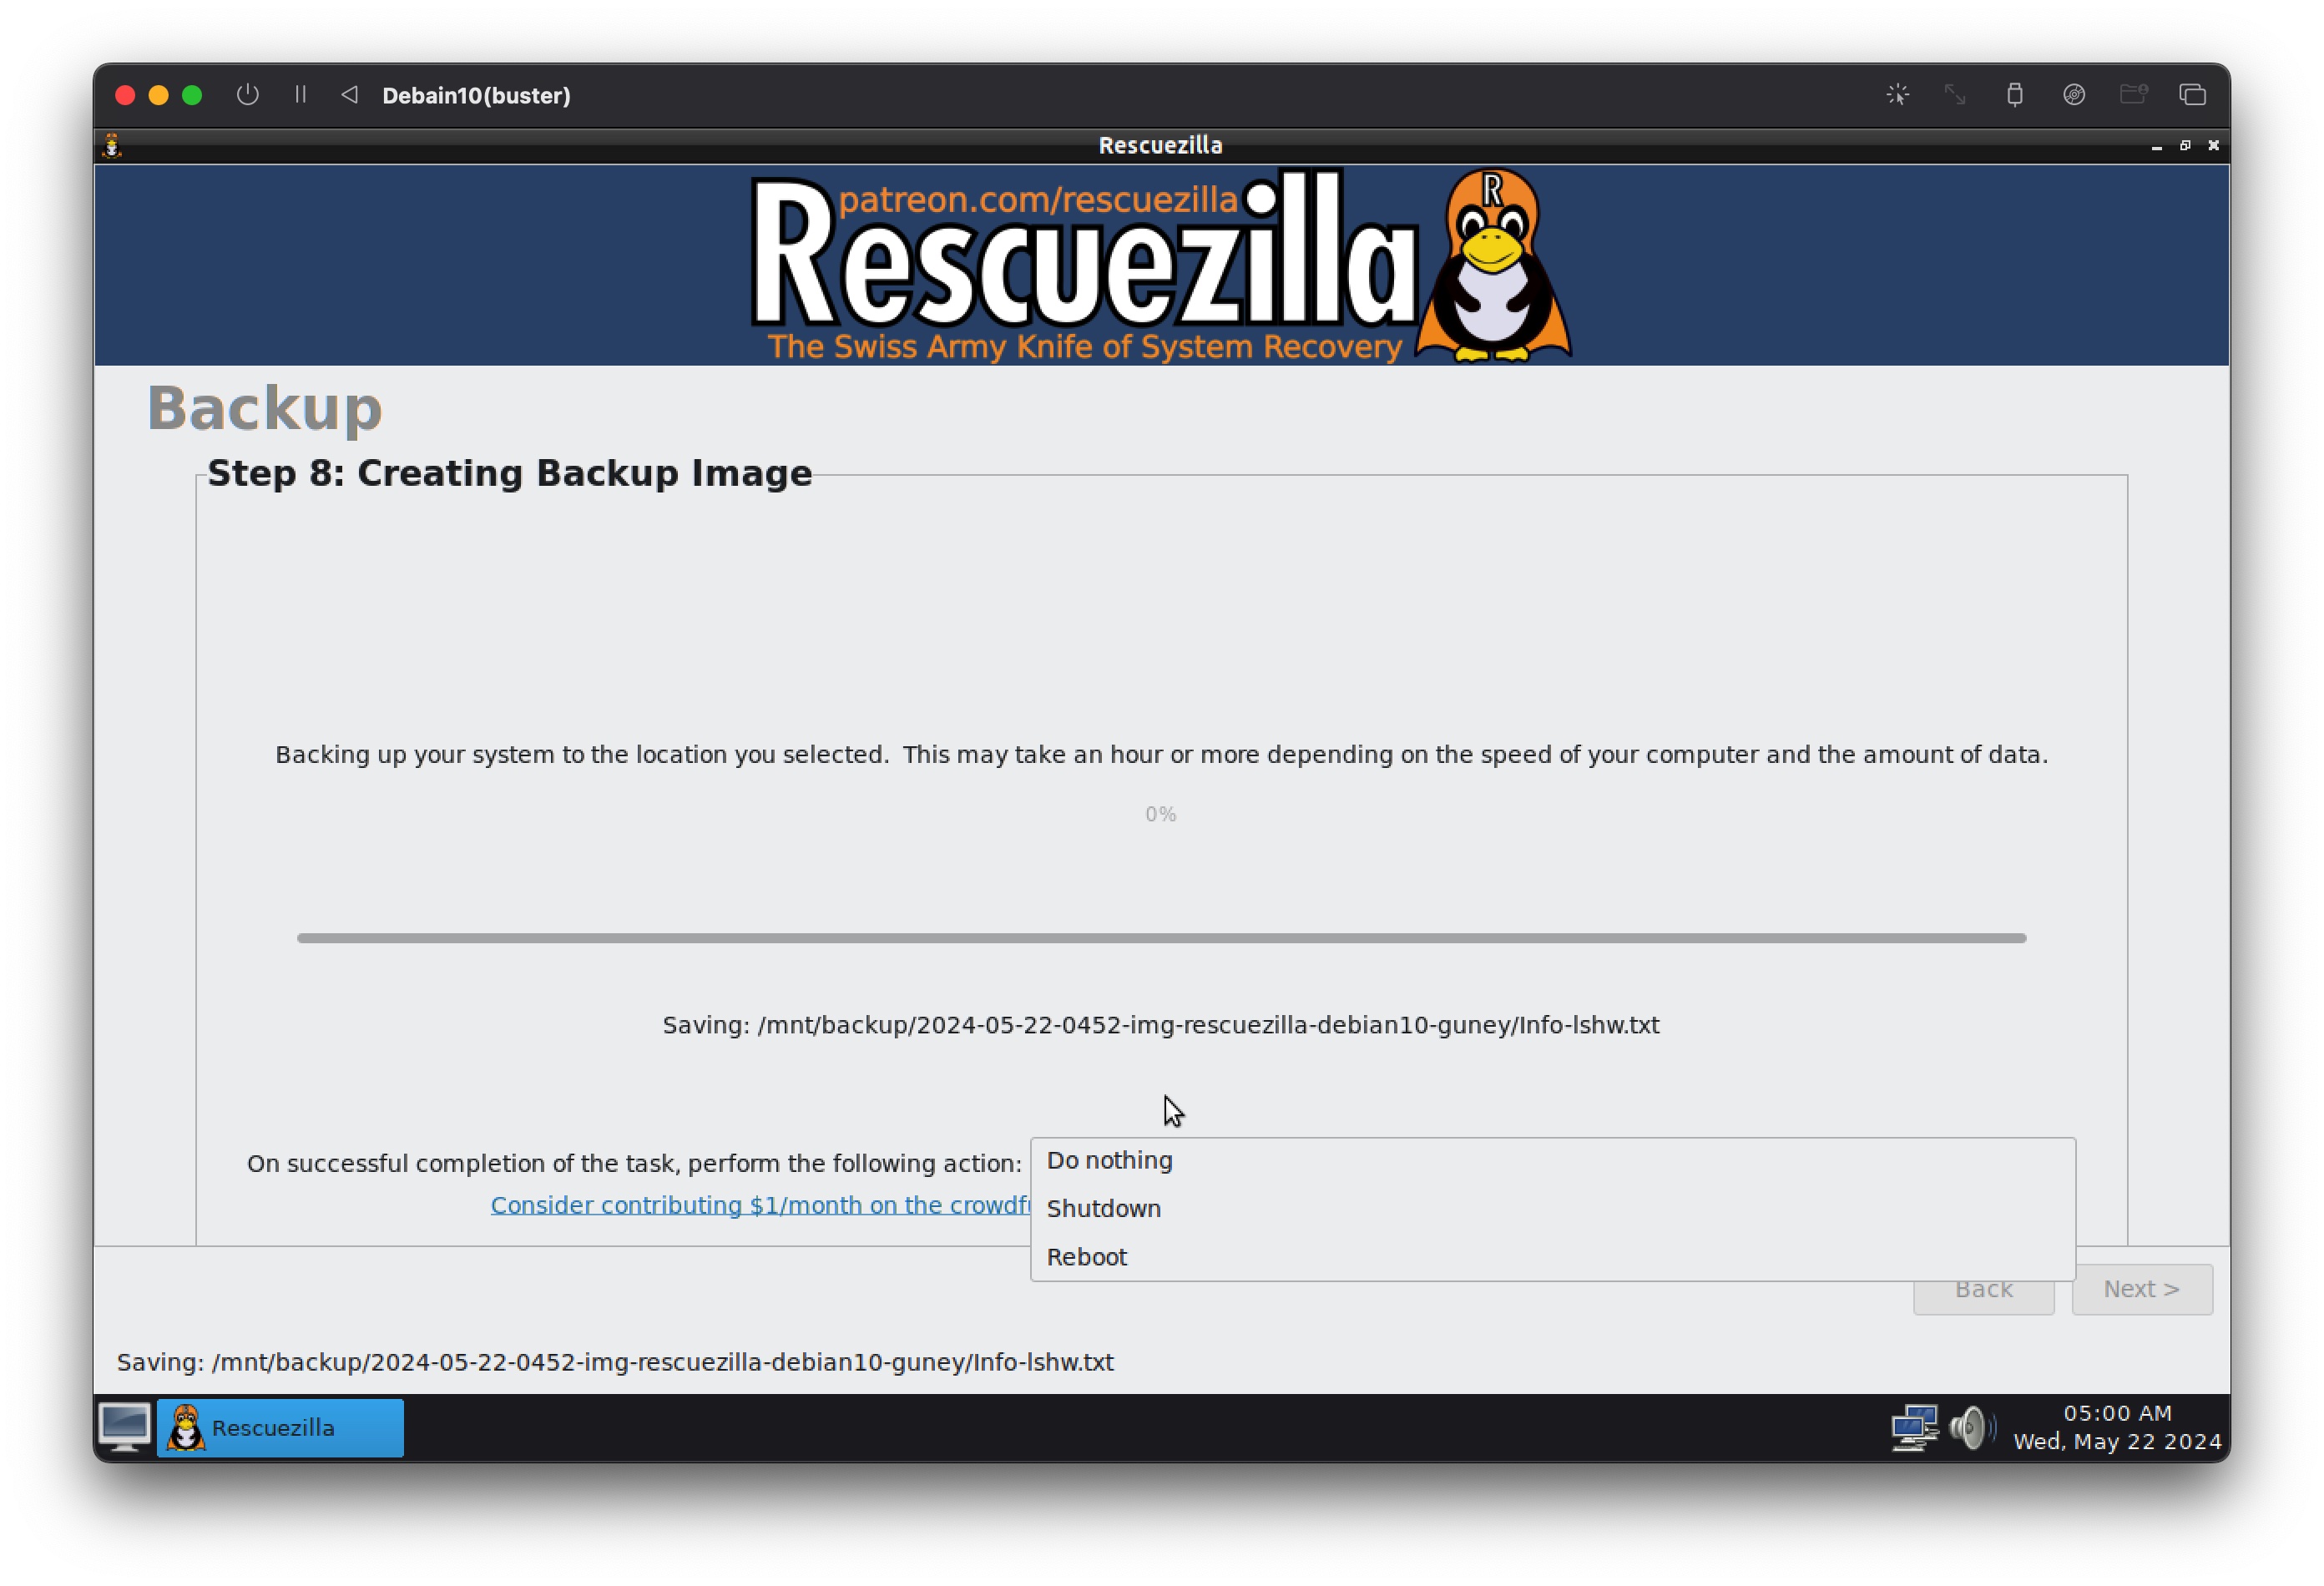 Debain10(buster)
Rescuezilla
patreon.com/rescuezilla
R
Rescuezilla
The Swiss Army Knife of System Recovery
Backup
Step 8: Creating Backup Image
Backing up your system to the location you selected. This may take an hour or more depending on the speed of your computer and the amount of data.
0%
Saving: /mnt/backup/2024-05-22-0452-img-rescuezilla-debian10-guney/Info-lshw.txt
On successful completion of the task, perform the following action:
Do nothing
Consider contributing $1/month on the
Shutdown
Reboot
Back
Next >
Saving: /mnt/backup/2024-05-22-0452-img-rescuezilla-debian10-guney/Info-lshw.txt
Rescuezilla
05:00 AM
Wed, May 22 2024